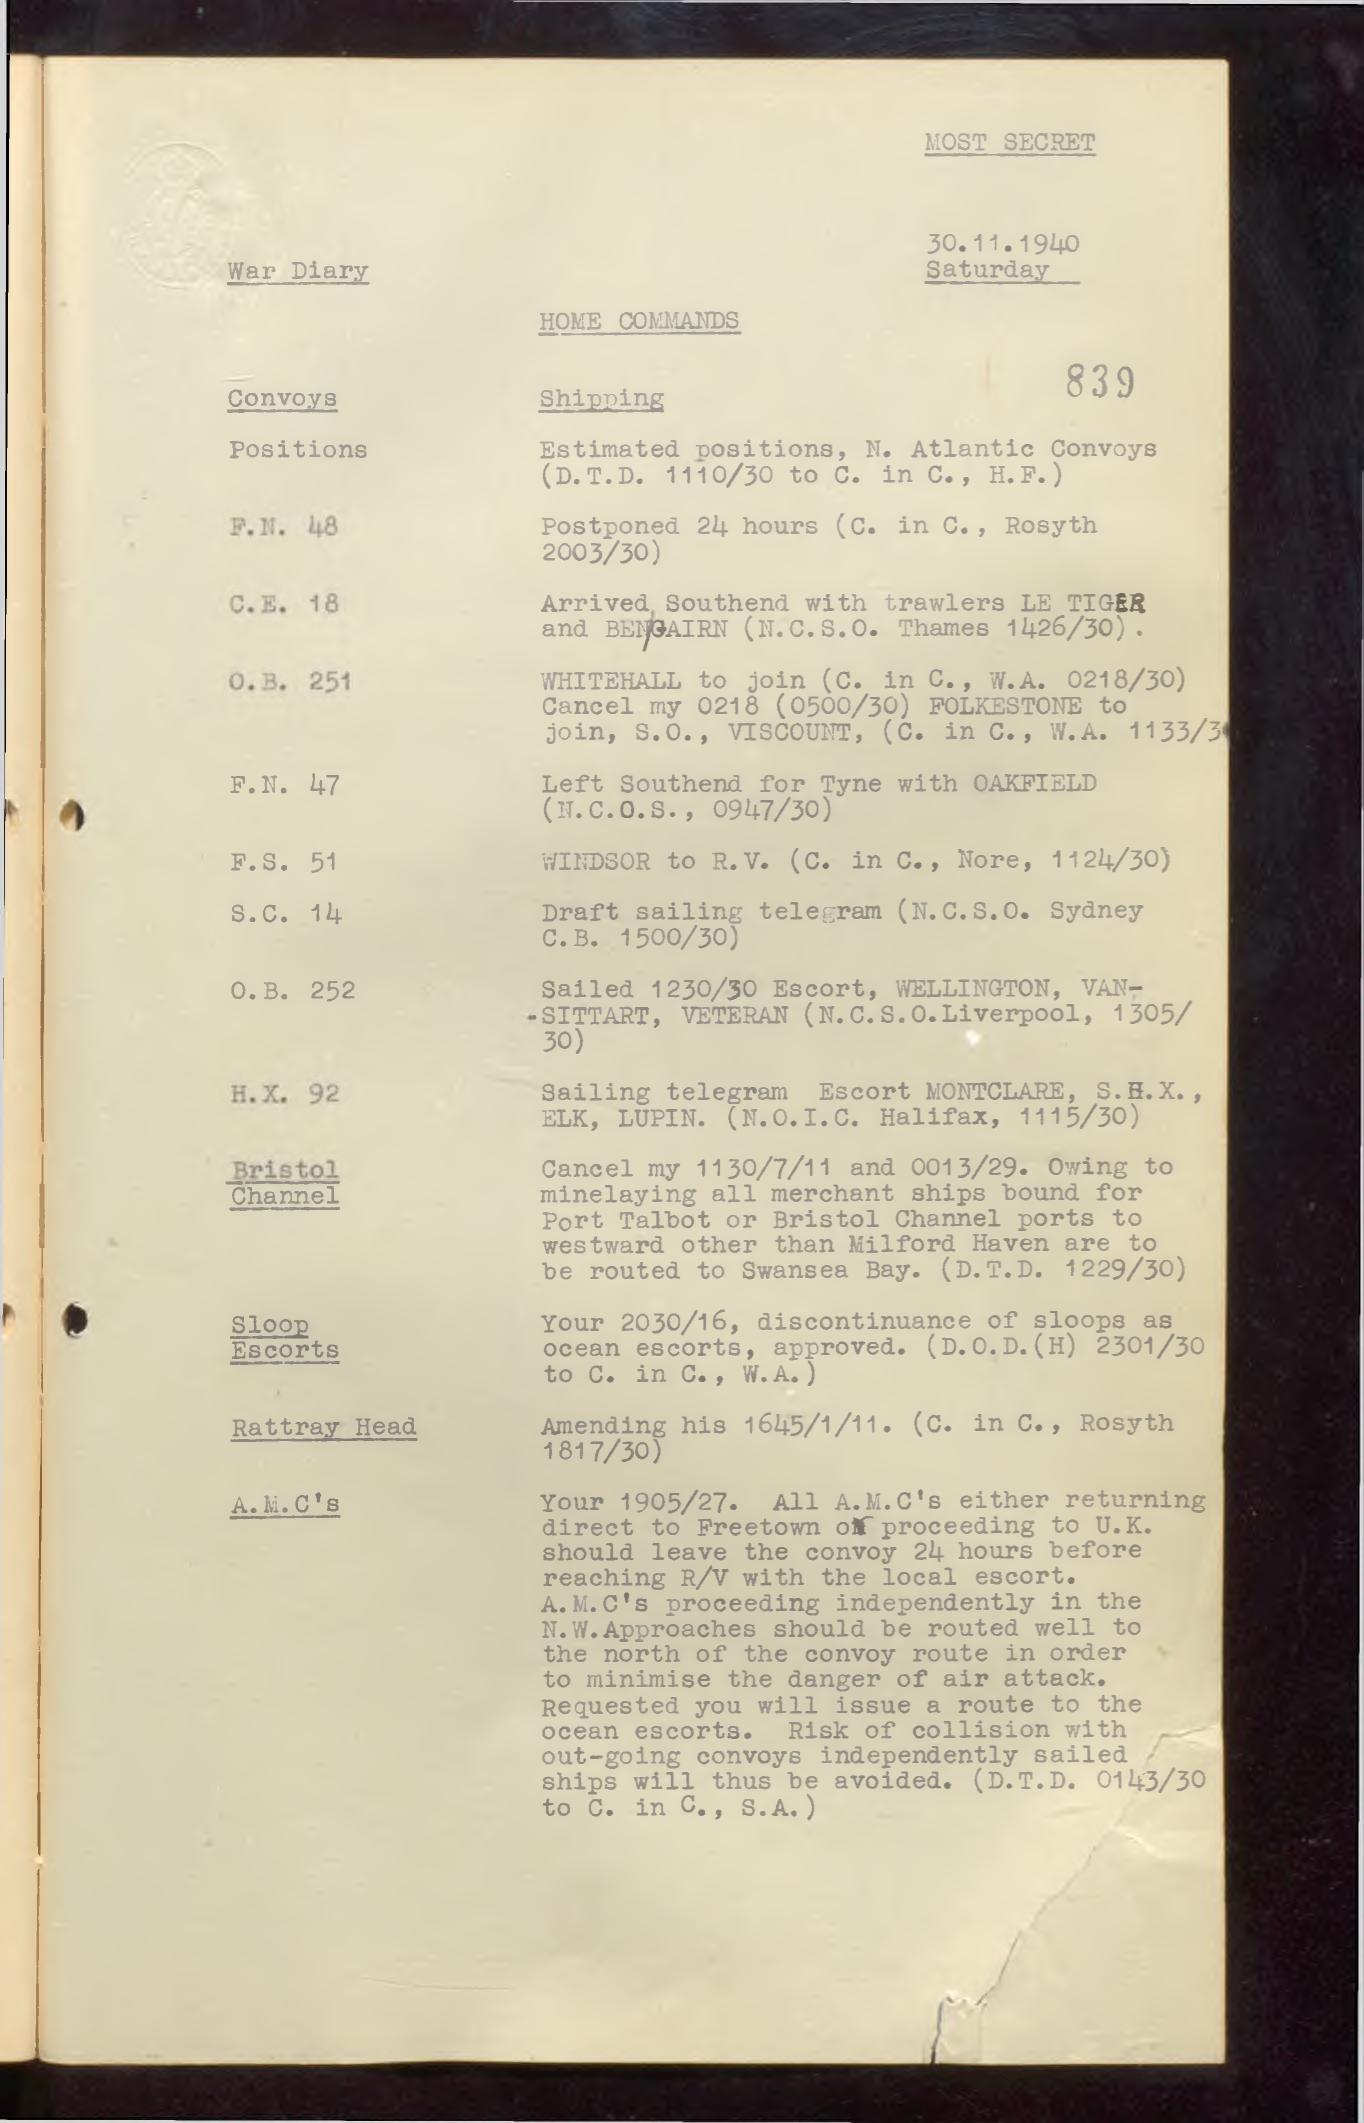 MOST SECRET
30.11.1940
War Diary Saturday
HOME COMMANDS
839
Convoys Shipping
Positions Estimated positions, N. Atlantic Convoys
(D.T.D. 1110/30 to C. in C., H.F.)
F.N. 48 Postponed 24 hours (C. in C., Rosyth
2003/30)
C.E. 18 Arrived Southend with trawlers LE TIGER
and BENGAIRN (N.C.S.O. Thames 1426/30).
O.B. 251 WHITEHALL to join (C. in C., W.A. 0218/30)
Cancel my 0218 (0500/30) FOLKESTONE to
join, S.O., VISCOUNT, (C. in C., W.A. 1133/3
F.N. 47 Left Southend for Tyne with OAKFIELD
(N.C.O.S., 0947/30)
F.S. 51 WINDSOR to R.V. (C. in C., Nore, 1124/30)
S.C. 14 Draft sailing telegram (N.C.S.O. Sydney
C.B. 1500/30)
O.B. 252 Sailed 1230/30 Escort, WELLINGTON, VAN-
-SITTART, VETERAN (N.C.S.O.Liverpool, 1305/
30)
H.X. 92 Sailing telegram Escort MONTCLARE, S.H.X.,
ELK, LUPIN. (N.O.I.C. Halifax, 1115/30)
Bristol Cancel my 1130/7/11 and 0013/29. Owing to
Channel minelaying all merchant ships bound for
Port Talbot or Bristol Channel ports to
westward other than Milford Haven are to
be routed to Swansea Bay. (D.T.D. 1229/30)
Sloop Your 2030/16, discontinuance of sloops as
Escorts ocean escorts, approved. (D.O.D.(H) 2301/30
to C. in C., W.A.)
Rattray Head Amending his 1645/1/11. (C. in C., Rosyth
1817/30)
A.M.C's Your 1905/27. All A.M.C's either returning
direct to Freetown or proceeding to U.K.
should leave the convoy 24 hours before
reaching R/V with the local escort.
A.M.C's proceeding independently in the
N.W.Approaches should be routed well to
the north of the convoy route in order
to minimise the danger of air attack.
Requested you will issue a route to the
ocean escorts. Risk of collision with
out-going convoys independently sailed
ships will thus be avoided. (D.T.D. 0143/30
to C. in C., S.A.)